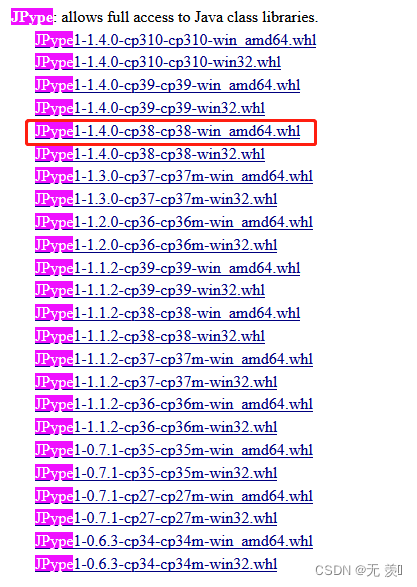 JPype: allows full access to Java class libraries.
JPype1-1.4.0-cp310-cp310-win_amd64.whl
JPype1-1.4.0-cp310-cp310-win32.whl
JPype1-1.4.0-cp39-cp39-win_amd64.whl
JPype1-1.4.0-cp39-cp39-win32.whl
JPype1-1.4.0-cp38-cp38-win_amd64.whl
JPype1-1.4.0-cp38-cp38-win32.whl
JPype1-1.3.0-cp37-cp37m-win_amd64.whl
JPype1-1.3.0-cp37-cp37m-win32.whl
JPype1-1.2.0-cp36-cp36m-win_amd64.whl
JPype1-1.2.0-cp36-cp36m-win32.whl
JPype1-1.1.2-cp39-cp39-win_amd64.whl
JPype1-1.1.2-cp39-cp39-win32.whl
JPype1-1.1.2-cp38-cp38-win_amd64.whl
JPype1-1.1.2-cp38-cp38-win32.whl
JPype1-1.1.2-cp37-cp37m-win_amd64.whl
JPype1-1.1.2-cp37-cp37m-win32.whl
JPype1-1.1.2-cp36-cp36m-win_amd64.whl
JPype1-1.1.2-cp36-cp36m-win32.whl
JPype1-0.7.1-cp35-cp35m-win_amd64.whl
JPype1-0.7.1-cp35-cp35m-win32.whl
JPype1-0.7.1-cp27-cp27m-win_amd64.whl
JPype1-0.7.1-cp27-cp27m-win32.whl
JPype1-0.6.3-cp34-cp34m-win_amd64.whl
JPype1-0.6.3-cp34-cp34m-win32.whl
CSDN @无 羡